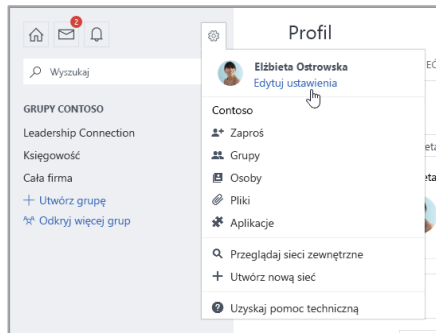 2
Profil
Wyszukaj
Elżbieta Ostrowska
Edytuj ustawienia
GRUPY CONTOSO
Leadership Connection
Księgowość
Cała firma
Utwórz grupę
Odkryj więcej grup
Contoso
Zaproś
Grupy
Osoby
Pliki
Aplikacje
Przeglądaj sieci zewnętrzne
Utwórz nową sieć
Uzyskaj pomoc techniczną